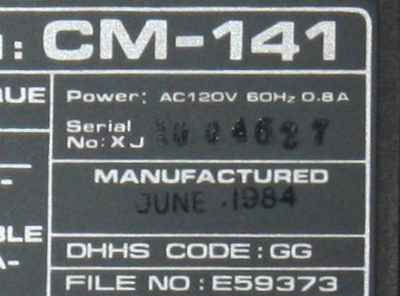 : CM-141
QUE
Power: AC120V 60Hz 0.8A
Serial
No: XJ
MANUFACTURED
JUNE 1984
BLE
DHHS CODE: GG
A-
FILE NO: E59373